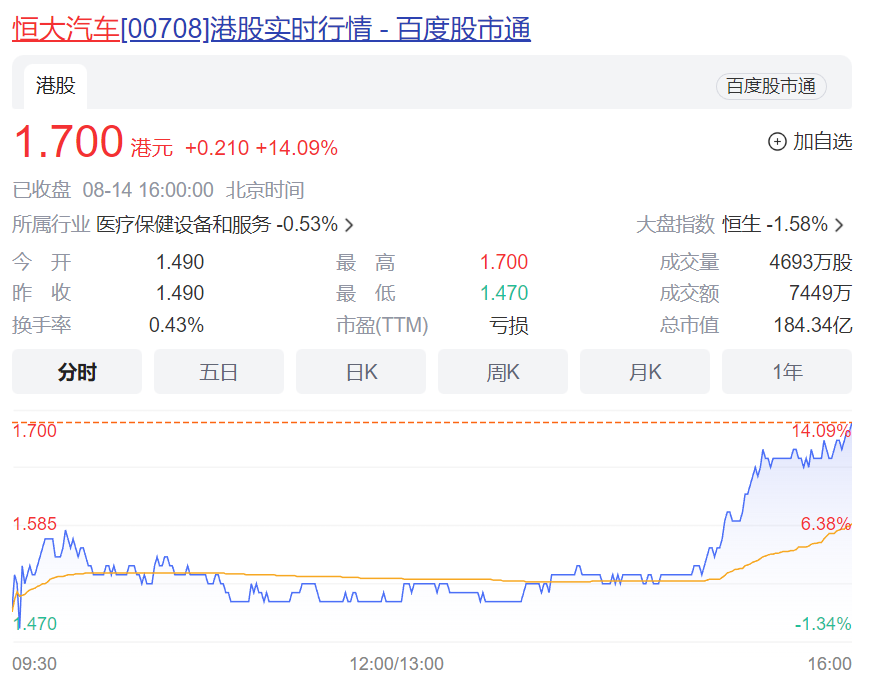 恒大汽车[00708]港股实时行情 - 百度股市通
港股 百度股市通
1.700 港元 +0.210 +14.09% 加自选
已收盘 08-14 16:00:00 北京时间
所属行业 医疗保健设备和服务 -0.53% 大盘指数 恒生 -1.58%
今开 1.490 最高 1.700 成交量 4693万股
昨收 1.490 最低 1.470 成交额 7449万
换手率 0.43% 市盈(TTM) 亏损 总市值 184.34亿
分时 五日 日K 周K 月K 1年
1.700 14.09%
1.585 6.38%
1.470 -1.34%
09:30 12:00/13:00 16:00